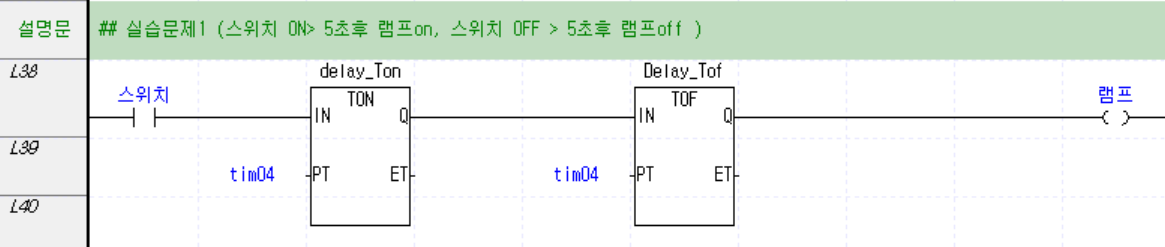 설명문 ## 실습문제1 (스위치 ON> 5초후 램프on, 스위치 OFF > 5초후 램프off )
L38 delay_Ton Delay_Tof
스위치 TON TOF 램프
IN Q IN Q
L39
tim04 PT ET tim04 PT ET
L40